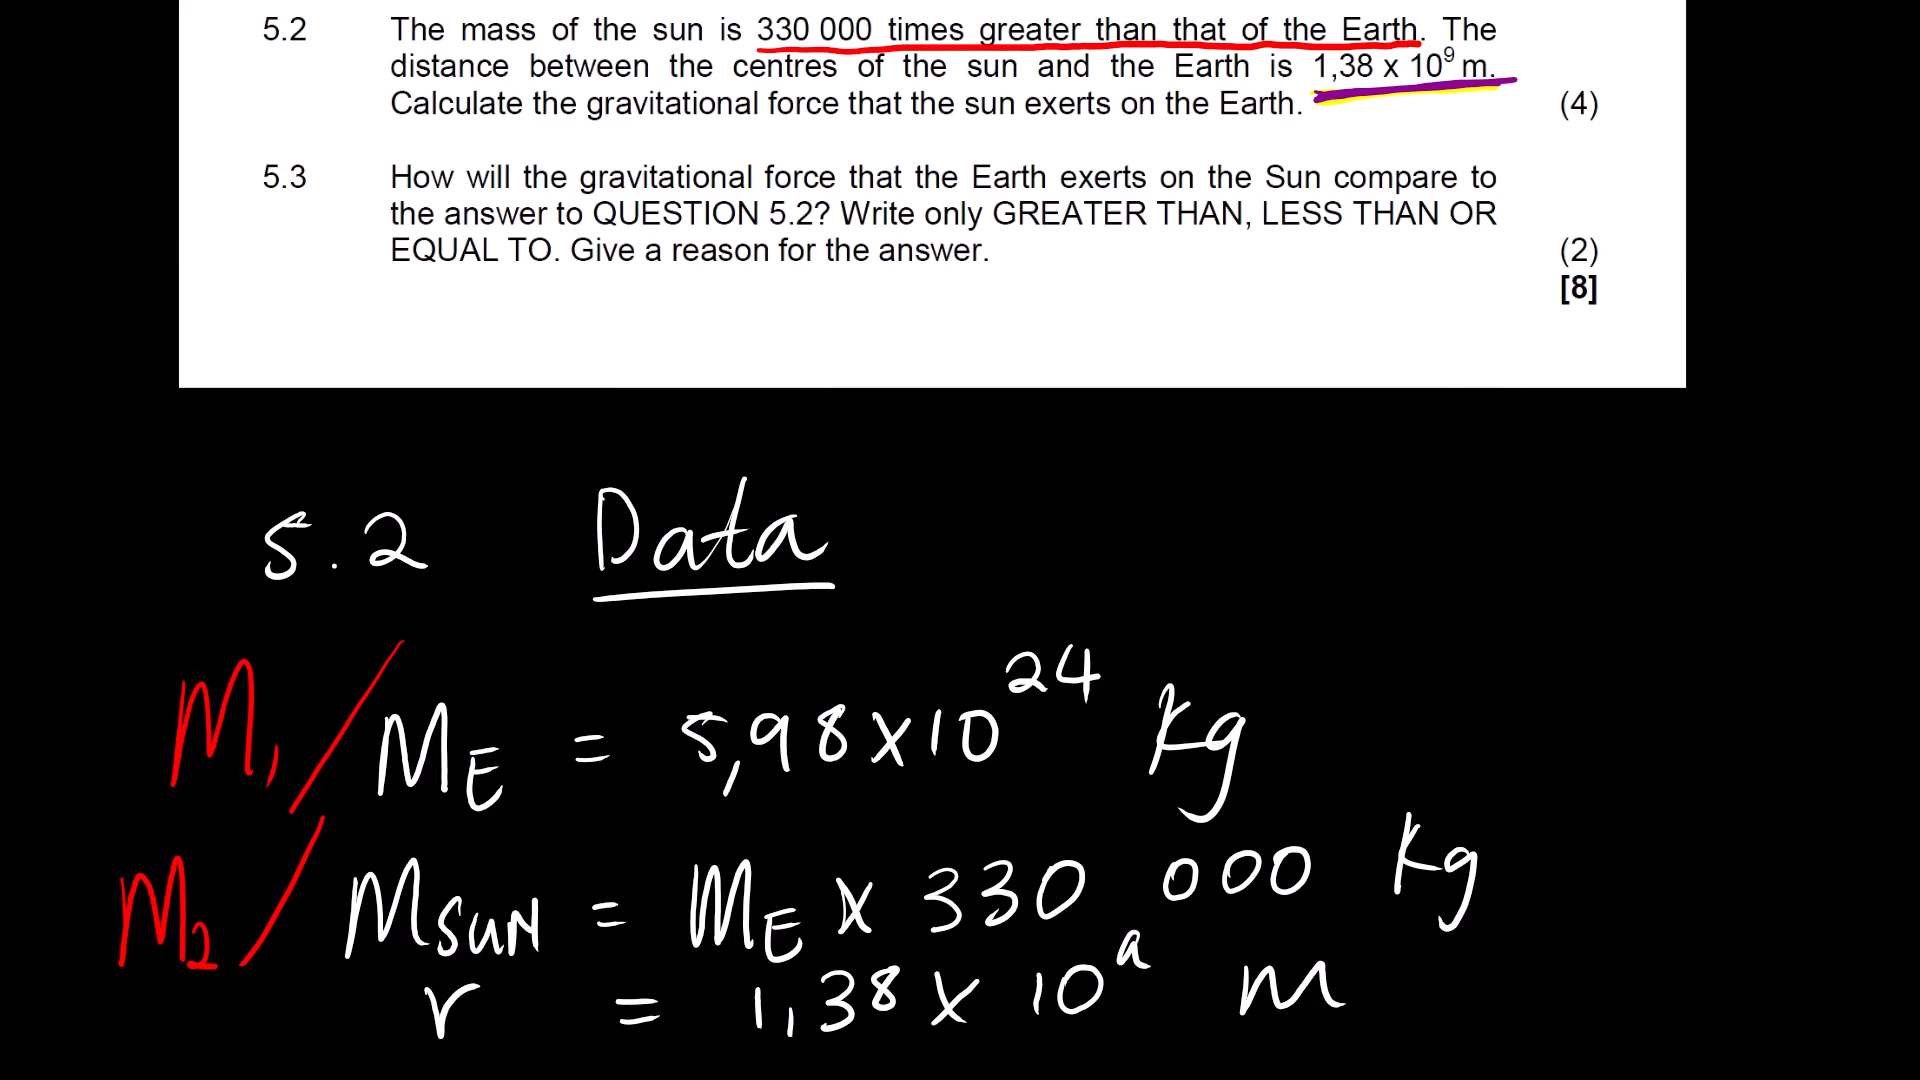 5.2 The mass of the sun is 330 000 times greater than that of the Earth. The
distance between the centres of the sun and the Earth is 1,38 x 10⁹ m.
Calculate the gravitational force that the sun exerts on the Earth. (4)
5.3 How will the gravitational force that the Earth exerts on the Sun compare to
the answer to QUESTION 5.2? Write only GREATER THAN, LESS THAN OR
EQUAL TO. Give a reason for the answer. (2)
[8]
5.2 Data
M₁/ M_E = 5,98x10²⁴ kg
M₂/ M_SUN = M_E x 330 000 kg
r = 1,38 x 10⁹ m